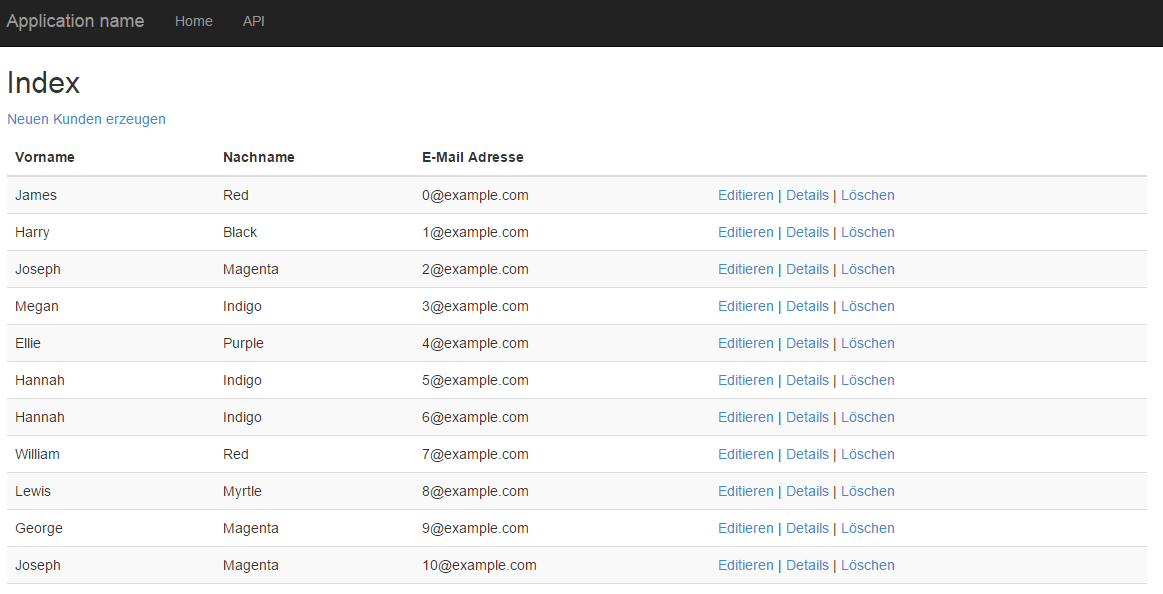 Application name Home API
Index
Neuen Kunden erzeugen
Vorname Nachname E-Mail Adresse
James Red 0@example.com Editieren | Details | Löschen
Harry Black 1@example.com Editieren | Details | Löschen
Joseph Magenta 2@example.com Editieren | Details | Löschen
Megan Indigo 3@example.com Editieren | Details | Löschen
Ellie Purple 4@example.com Editieren | Details | Löschen
Hannah Indigo 5@example.com Editieren | Details | Löschen
Hannah Indigo 6@example.com Editieren | Details | Löschen
William Red 7@example.com Editieren | Details | Löschen
Lewis Myrtle 8@example.com Editieren | Details | Löschen
George Magenta 9@example.com Editieren | Details | Löschen
Joseph Magenta 10@example.com Editieren | Details | Löschen